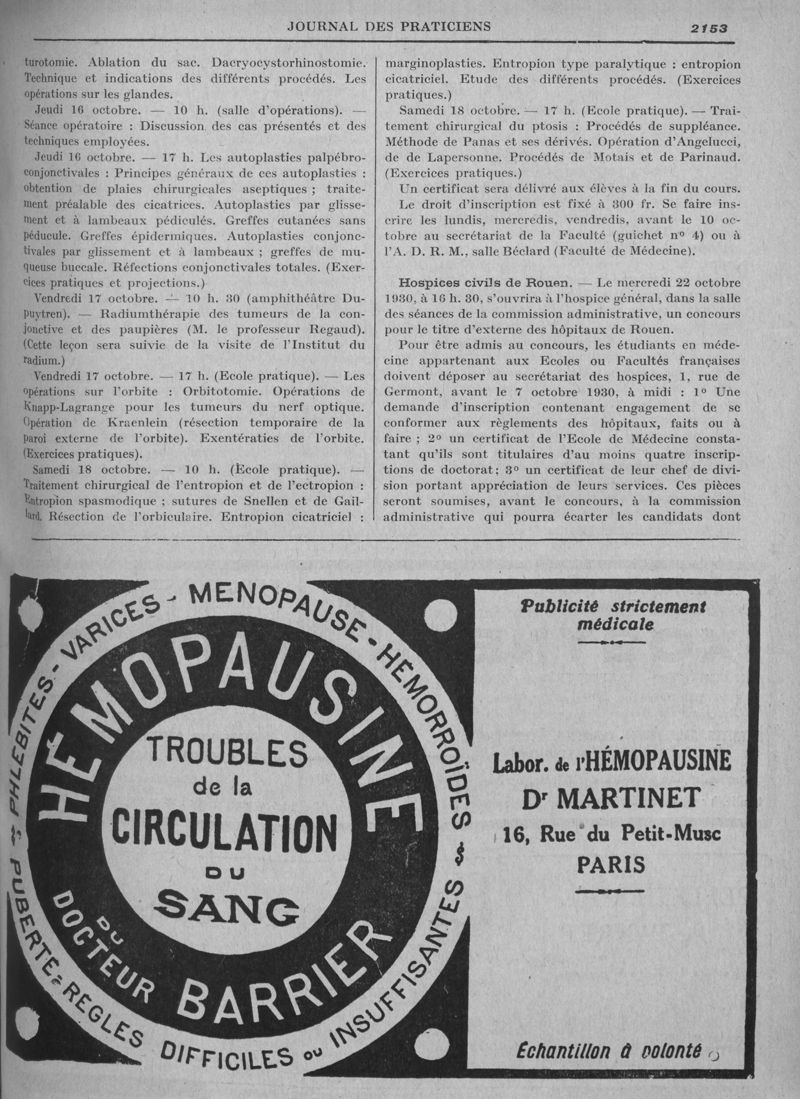 JOURNAL DES PRATICIENS
2153
turotomie. Ablation du sac. Dacryocystorhinostomie.
Technique et indications des différents procédés. Les
opérations sur les glandes.
Jeudi 16 octobre. — 10 h. (salle d'opérations). —
Séance opératoire : Discussion des cas présentés et des
techniques employées.
Jeudi 16 octobre. — 17 h. Les autoplasties palpébro-
conjonctivales : Principes généraux de ces autoplasties :
obtention de plaies chirurgicales aseptiques ; traite-
ment préalable des cicatrices. Autoplasties par glisse-
ment et à lambeaux pédiculés. Greffes cutanées sans
péducule. Greffes épidermiques. Autoplasties conjonc-
tivales par glissement et à lambeaux ; greffes de mu-
queuse buccale. Réfections conjonctivales totales. (Exer-
cices pratiques et projections.)
Vendredi 17 octobre. — 10 h. 30 (amphithéâtre Du-
puytren). — Radiumthérapie des tumeurs de la con-
jonctive et des paupières (M. le professeur Regaud).
(Cette leçon sera suivie de la visite de l'Institut du
radium.)
Vendredi 17 octobre. — 17 h. (Ecole pratique). — Les
opérations sur l'orbite : Orbitotomie. Opérations de
Knapp-Lagrange pour les tumeurs du nerf optique.
Opération de Kraenlein (résection temporaire de la
paroi externe de l'orbite). Exentératies de l'orbite.
(Exercices pratiques).
Samedi 18 octobre. — 10 h. (Ecole pratique). —
Traitement chirurgical de l'entropion et de l'ectropion :
Entropion spasmodique ; sutures de Snellen et de Gail-
lard. Résection de l'orbiculaire. Entropion cicatriciel :
marginoplasties. Entropion type paralytique : entropion
cicatriciel. Etude des différents procédés. (Exercices
pratiques.)
Samedi 18 octobre. — 17 h. (Ecole pratique). — Trai-
tement chirurgical du ptosis : Procédés de suppléance.
Méthode de Panas et ses dérivés. Opération d'Angelucci,
de de Lapersonne. Procédés de Motais et de Parinaud.
(Exercices pratiques.)
Un certificat sera délivré aux élèves à la fin du cours.
Le droit d'inscription est fixé à 300 fr. Se faire ins-
crire les lundis, mercredis, vendredis, avant le 10 oc-
tobre au secrétariat de la Faculté (guichet nº 4) ou à
l'A. D. R. M., salle Béclard (Faculté de Médecine).
Hospices civils de Rouen. — Le mercredi 22 octobre
1930, à 16 h. 30, s'ouvrira à l'hospice général, dans la salle
des séances de la commission administrative, un concours
pour le titre d'externe des hôpitaux de Rouen.
Pour être admis au concours, les étudiants en méde-
cine appartenant aux Ecoles ou Facultés françaises
doivent déposer au secrétariat des hospices, 1, rue de
Germont, avant le 7 octobre 1930, à midi : 1º Une
demande d'inscription contenant engagement de se
conformer aux règlements des hôpitaux, faits ou à
faire ; 2º un certificat de l'Ecole de Médecine consta-
tant qu'ils sont titulaires d'au moins quatre inscrip-
tions de doctorat ; 3º un certificat de leur chef de divi-
sion portant appréciation de leurs services. Ces pièces
seront soumises, avant le concours, à la commission
administrative qui pourra écarter les candidats dont
PUBERTÉ - RÈGLES DIFFICILES ou INSUFFISANTES
PHLÉBITES - VARICES - MENOPAUSE - HÉMORROÏDES
HÉMOPAUSINE
TROUBLES
de la
CIRCULATION
DU
SANG
DU
DOCTEUR BARRIER
Publicité strictement
médicale
Labor. de l'HÉMOPAUSINE
Dr MARTINET
16, Rue du Petit-Musc
PARIS
Échantillon à volonté